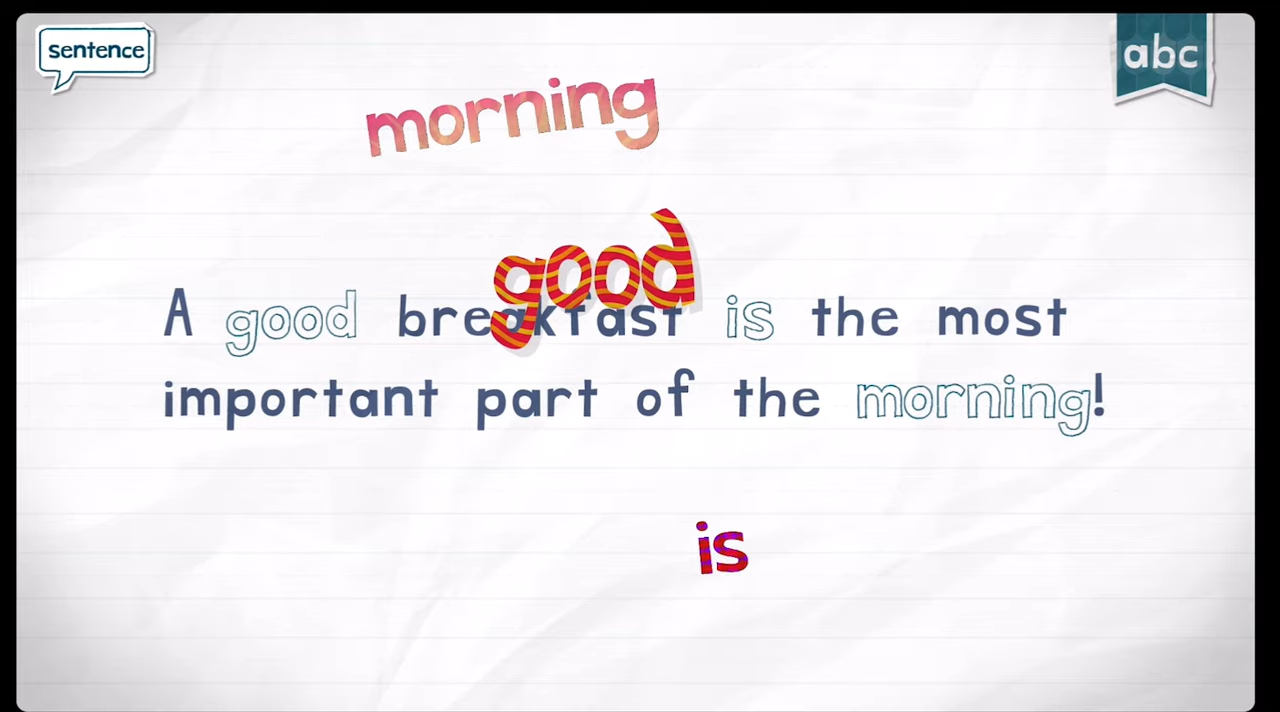 sentence
abc
morning
good
A good breakfast is the most
important part of the morning!
is